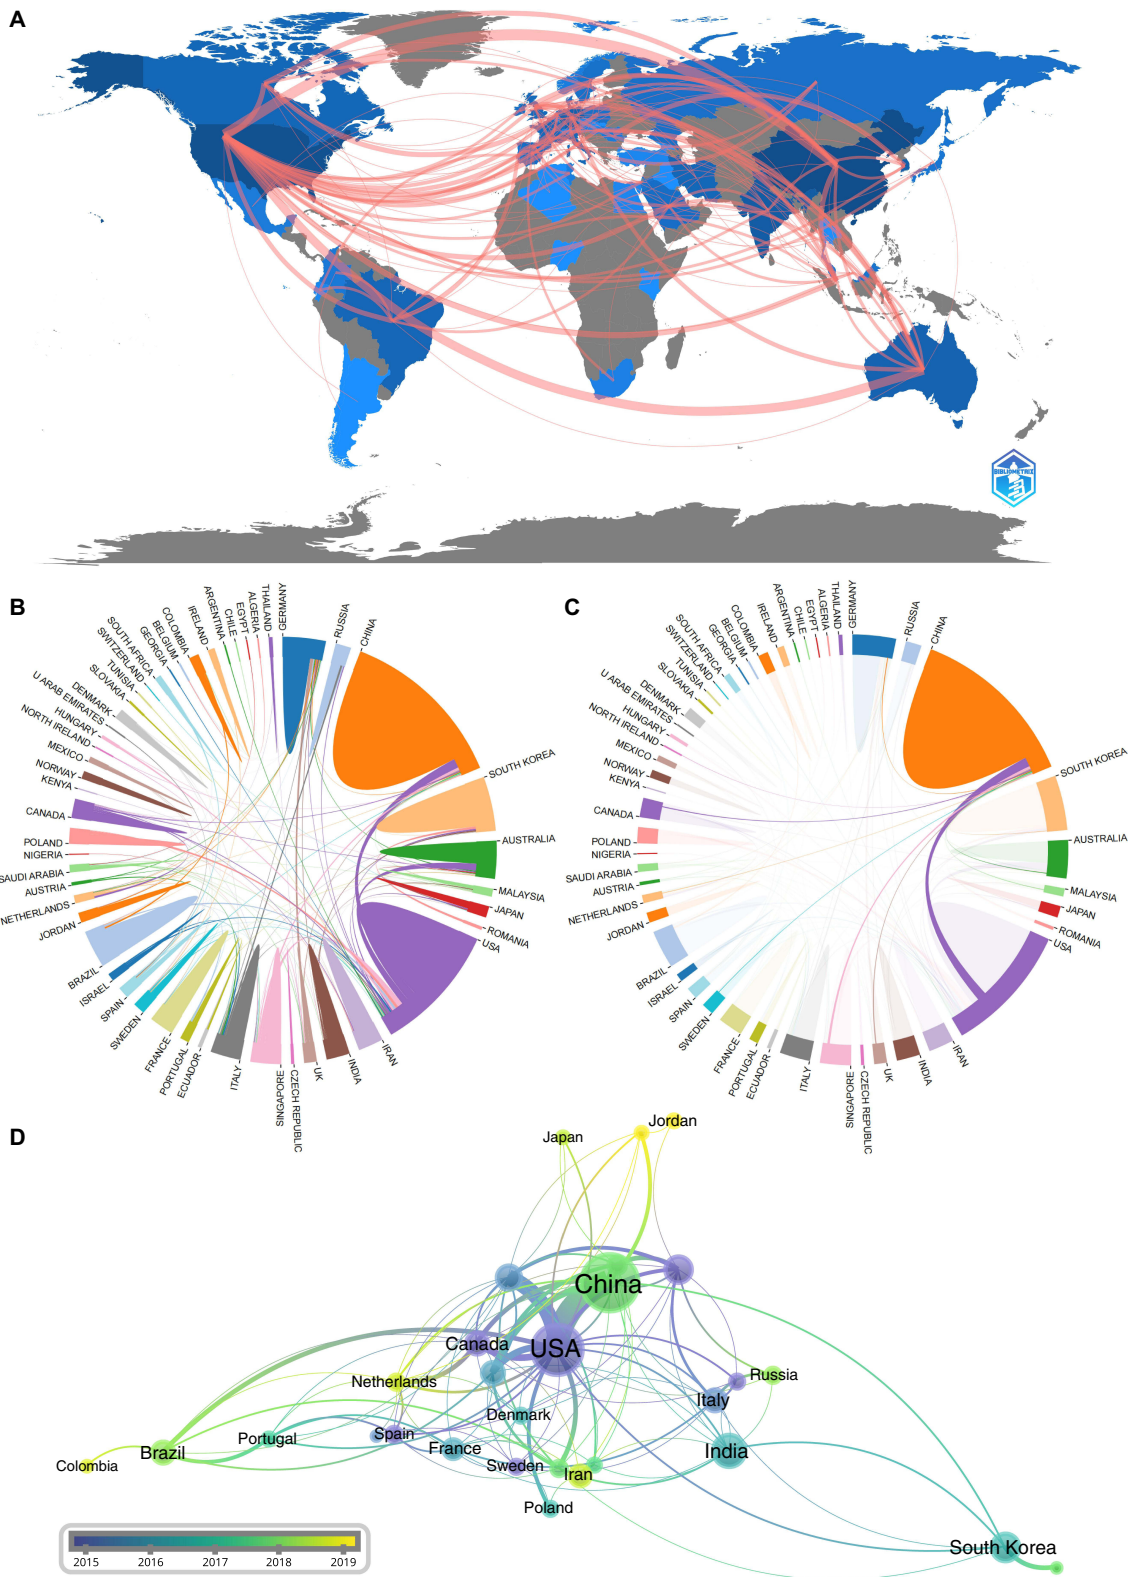 A
BIBLIOMETRIX
B
GERMANY
RUSSIA
CHINA
SOUTH KOREA
AUSTRALIA
MALAYSIA
JAPAN
ROMANIA
USA
IRAN
INDIA
UK
CZECH REPUBLIC
SINGAPORE
ITALY
ECUADOR
PORTUGAL
FRANCE
SWEDEN
SPAIN
ISRAEL
BRAZIL
JORDAN
NETHERLANDS
AUSTRIA
SAUDI ARABIA
NIGERIA
POLAND
CANADA
KENYA
NORWAY
MEXICO
NORTH IRELAND
HUNGARY
U ARAB EMIRATES
DENMARK
SLOVAKIA
TUNISIA
SWITZERLAND
SOUTH AFRICA
GEORGIA
BELGIUM
COLOMBIA
IRELAND
ARGENTINA
CHILE
EGYPT
ALGERIA
THAILAND
C
GERMANY
RUSSIA
CHINA
SOUTH KOREA
AUSTRALIA
MALAYSIA
JAPAN
ROMANIA
USA
IRAN
INDIA
UK
CZECH REPUBLIC
SINGAPORE
ITALY
ECUADOR
PORTUGAL
FRANCE
SWEDEN
SPAIN
ISRAEL
BRAZIL
JORDAN
NETHERLANDS
AUSTRIA
SAUDI ARABIA
NIGERIA
POLAND
CANADA
KENYA
NORWAY
MEXICO
NORTH IRELAND
HUNGARY
U ARAB EMIRATES
DENMARK
SLOVAKIA
TUNISIA
SWITZERLAND
SOUTH AFRICA
GEORGIA
BELGIUM
COLOMBIA
IRELAND
ARGENTINA
CHILE
EGYPT
ALGERIA
THAILAND
D
Jordan
Japan
China
Canada
USA
Netherlands
Russia
Italy
Denmark
Spain
Portugal
France
India
Brazil
Colombia
Sweden
Iran
Poland
South Korea
2015 2016 2017 2018 2019